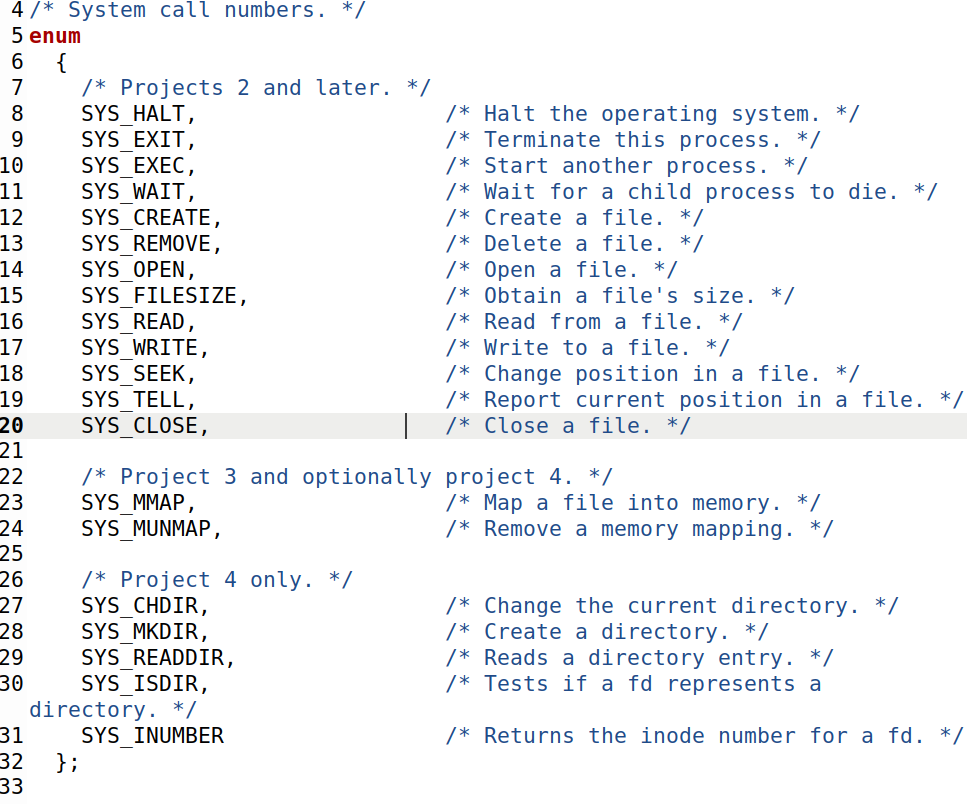 4 /* System call numbers. */
5 enum
6   {
7     /* Projects 2 and later. */
8     SYS_HALT,                   /* Halt the operating system. */
9     SYS_EXIT,                   /* Terminate this process. */
10     SYS_EXEC,                   /* Start another process. */
11     SYS_WAIT,                   /* Wait for a child process to die. */
12     SYS_CREATE,                 /* Create a file. */
13     SYS_REMOVE,                 /* Delete a file. */
14     SYS_OPEN,                   /* Open a file. */
15     SYS_FILESIZE,               /* Obtain a file's size. */
16     SYS_READ,                   /* Read from a file. */
17     SYS_WRITE,                  /* Write to a file. */
18     SYS_SEEK,                   /* Change position in a file. */
19     SYS_TELL,                   /* Report current position in a file. */
20     SYS_CLOSE,                  /* Close a file. */
21
22     /* Project 3 and optionally project 4. */
23     SYS_MMAP,                   /* Map a file into memory. */
24     SYS_MUNMAP,                 /* Remove a memory mapping. */
25
26     /* Project 4 only. */
27     SYS_CHDIR,                  /* Change the current directory. */
28     SYS_MKDIR,                  /* Create a directory. */
29     SYS_READDIR,                /* Reads a directory entry. */
30     SYS_ISDIR,                  /* Tests if a fd represents a
directory. */
31     SYS_INUMBER                 /* Returns the inode number for a fd. */
32   };
33